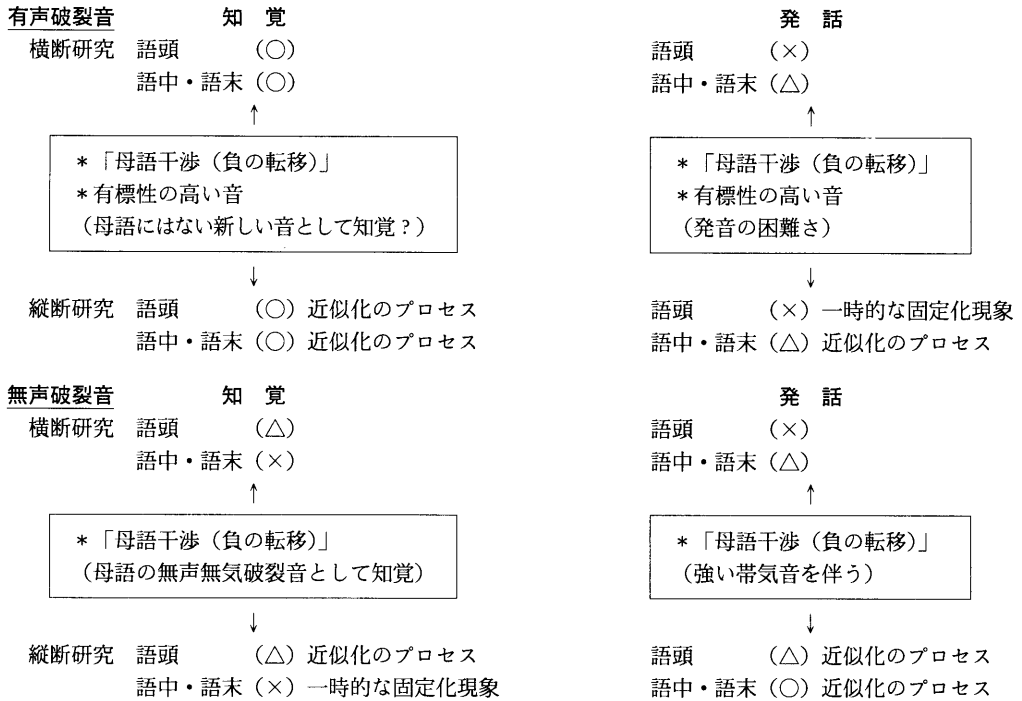 有声破裂音 知 覚 発 話
横断研究 語頭 （○） 語頭 （×）
語中・語末（○） 語中・語末（△）
↑ ↑
＊「母語干渉（負の転移）」 ＊「母語干渉（負の転移）」
＊有標性の高い音 ＊有標性の高い音
（母語にはない新しい音として知覚？） （発音の困難さ）
↓ ↓
縦断研究 語頭 （○）近似化のプロセス 語頭 （×）一時的な固定化現象
語中・語末（○）近似化のプロセス 語中・語末（△）近似化のプロセス
無声破裂音 知 覚 発 話
横断研究 語頭 （△） 語頭 （×）
語中・語末（×） 語中・語末（△）
↑ ↑
＊「母語干渉（負の転移）」 ＊「母語干渉（負の転移）」
（母語の無声無気破裂音として知覚） （強い帯気音を伴う）
↓ ↓
縦断研究 語頭 （△）近似化のプロセス 語頭 （△）近似化のプロセス
語中・語末（×）一時的な固定化現象 語中・語末（○）近似化のプロセス